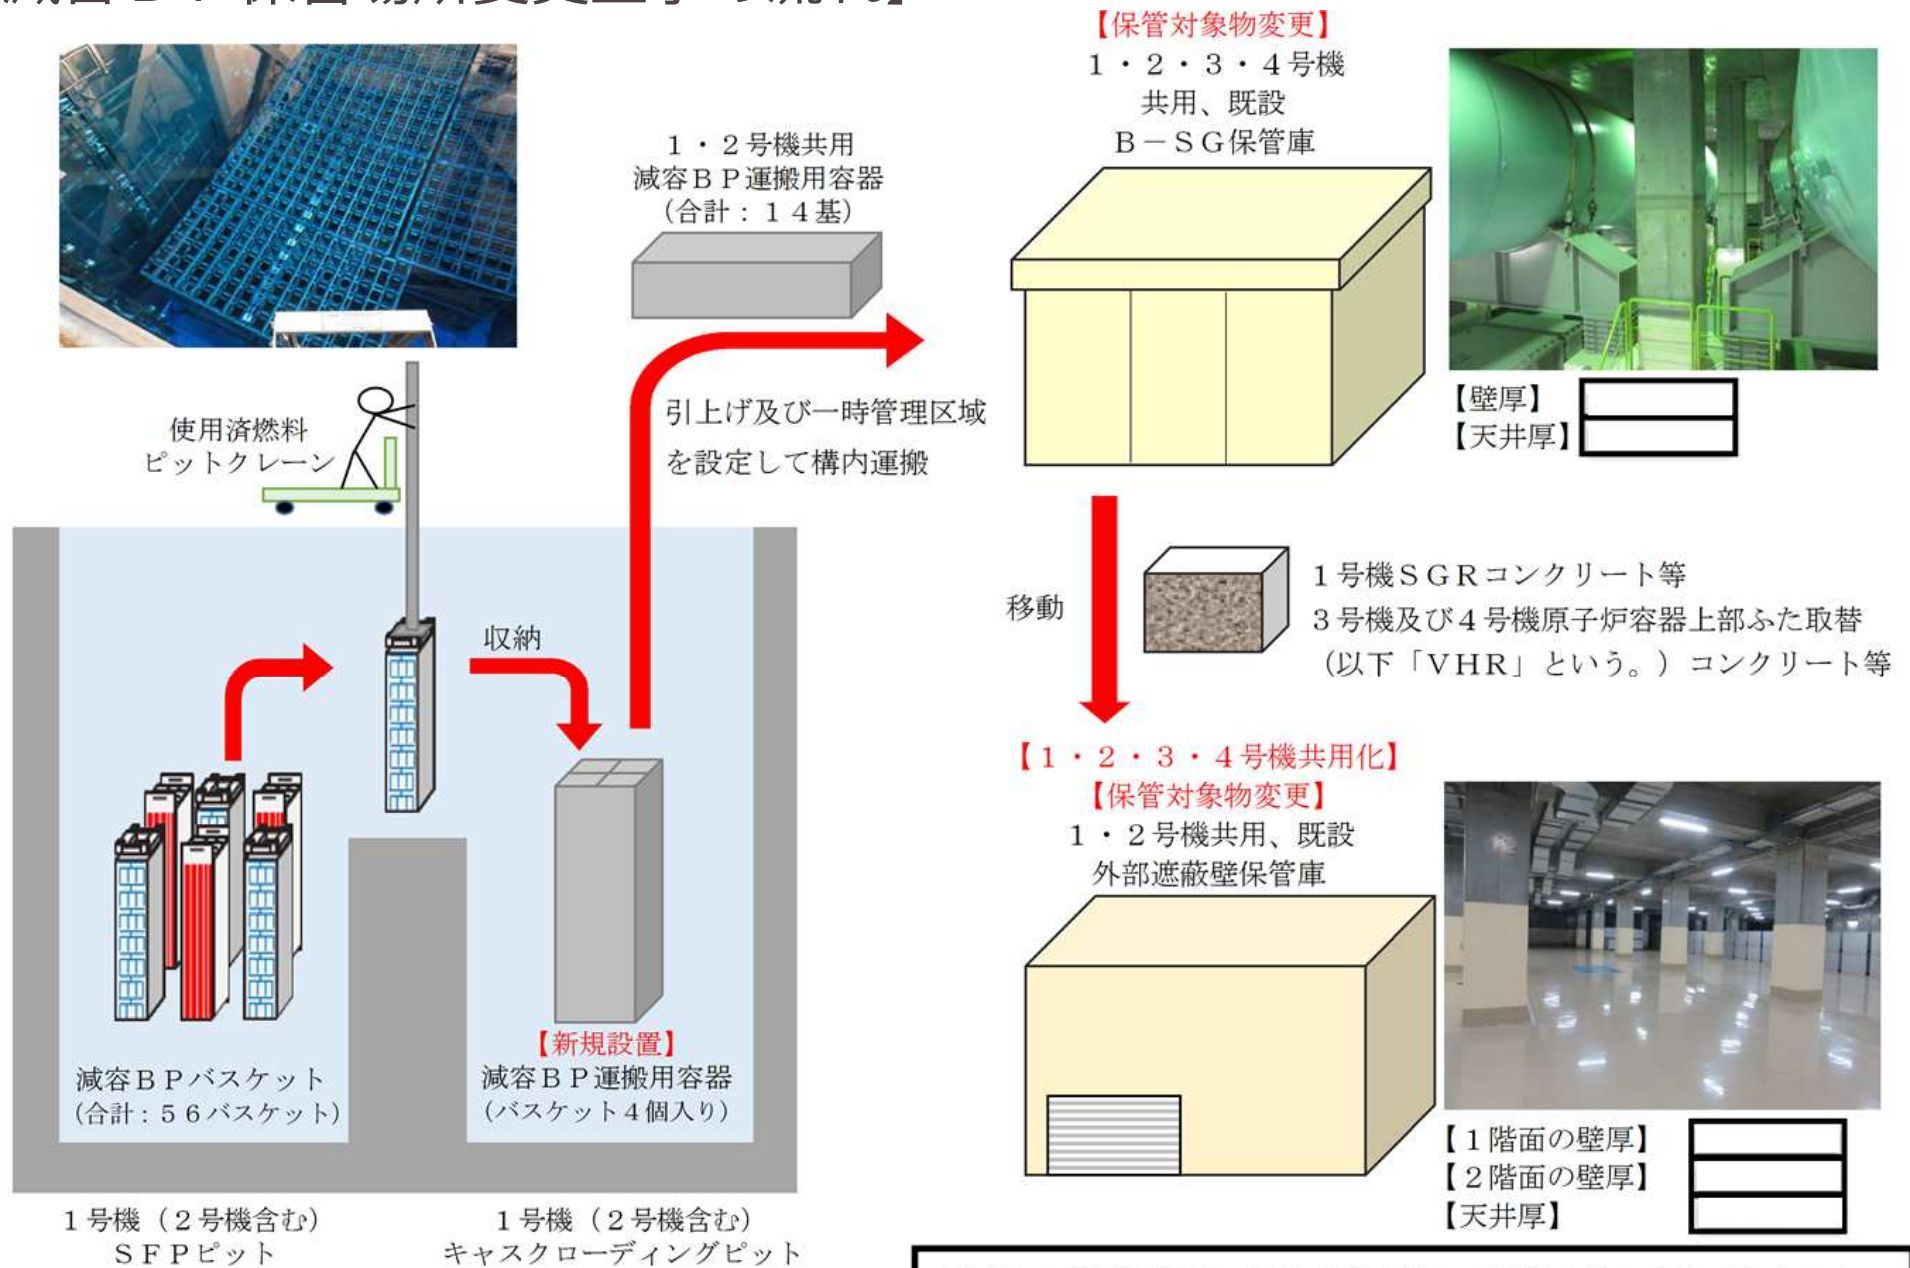 １・２号機共用
減容ＢＰ運搬用容器
（合計：１４基）
使用済燃料
ピットクレーン
引上げ及び一時管理区域
を設定して構内運搬
収納
減容ＢＰバスケット
（合計：５６バスケット）
【新規設置】
減容ＢＰ運搬用容器
（バスケット４個入り）
１号機（２号機含む）
ＳＦＰピット
１号機（２号機含む）
キャスクローディングピット
【保管対象物変更】
１・２・３・４号機
共用、既設
Ｂ－ＳＧ保管庫
【壁厚】
【天井厚】
移動
１号機ＳＧＲコンクリート等
３号機及び４号機原子炉容器上部ふた取替
（以下「ＶＨＲ」という。）コンクリート等
【１・２・３・４号機共用化】
【保管対象物変更】
１・２号機共用、既設
外部遮蔽壁保管庫
【１階面の壁厚】
【２階面の壁厚】
【天井厚】